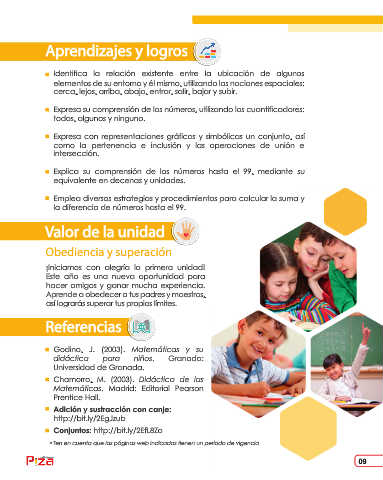 Aprendizajes y logros
Identifica la relación existente entre la ubicación de algunos
elementos de su entorno y él mismo, utilizando las nociones espaciales:
cerca, lejos, arriba, abajo, entrar, salir, bajar y subir.
Expresa su comprensión de los números, utilizando los cuantificadores:
todos, algunos y ninguno.
Expresa con representaciones gráficas y simbólicas un conjunto, así
como la pertenencia e inclusión y las operaciones de unión e
intersección.
Explica su comprensión de los números hasta el 99, mediante su
equivalente en decenas y unidades.
Emplea diversas estrategias y procedimientos para calcular la suma y
la diferencia de números hasta el 99.
Valor de la unidad
Obediencia y superación
¡Iniciamos con alegría la primera unidad!
Este año es una nueva oportunidad para
hacer amigos y ganar mucha experiencia.
Aprende a obedecer a tus padres y maestros,
así lograrás superar tus propios límites.
Referencias
Godino, J. (2003). Matemáticas y su
didáctica para niños. Granada:
Universidad de Granada.
Chamorro, M. (2003). Didáctica de las
Matemáticas. Madrid: Editorial Pearson
Prentice Hall.
Adición y sustracción con canje:
http://bit.ly/2EgJzub
Conjuntos: http://bit.ly/2EfL8Zo
*Ten en cuenta que las páginas web indicadas tienen un periodo de vigencia
Piza
09